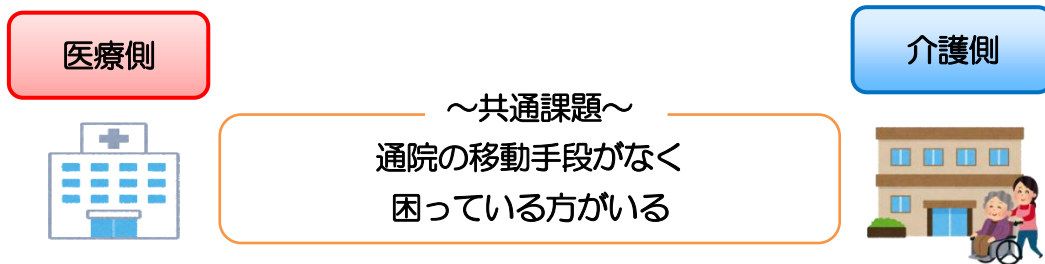 医療側
介護側
～共通課題～
通院の移動手段がなく
困っている方がいる